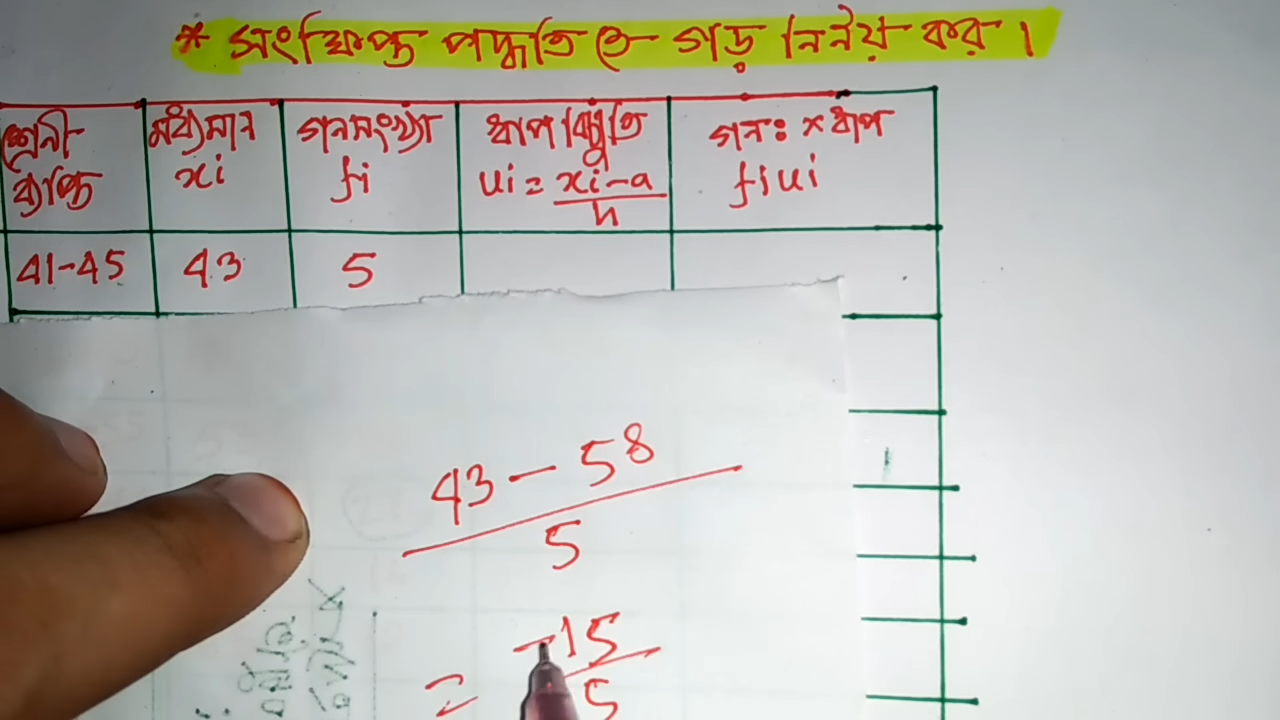 * সংক্ষিপ্ত পদ্ধতি তে গড় নির্নয় কর।
শ্রেনী ব্যাপ্তি মধ্যমান xi গনসংখ্যা fi ধাপ বিচ্যুতি ui = xi-a/h গনঃ × ধাপ fiui
41-45 43 5
43 - 58
5
= -15
5